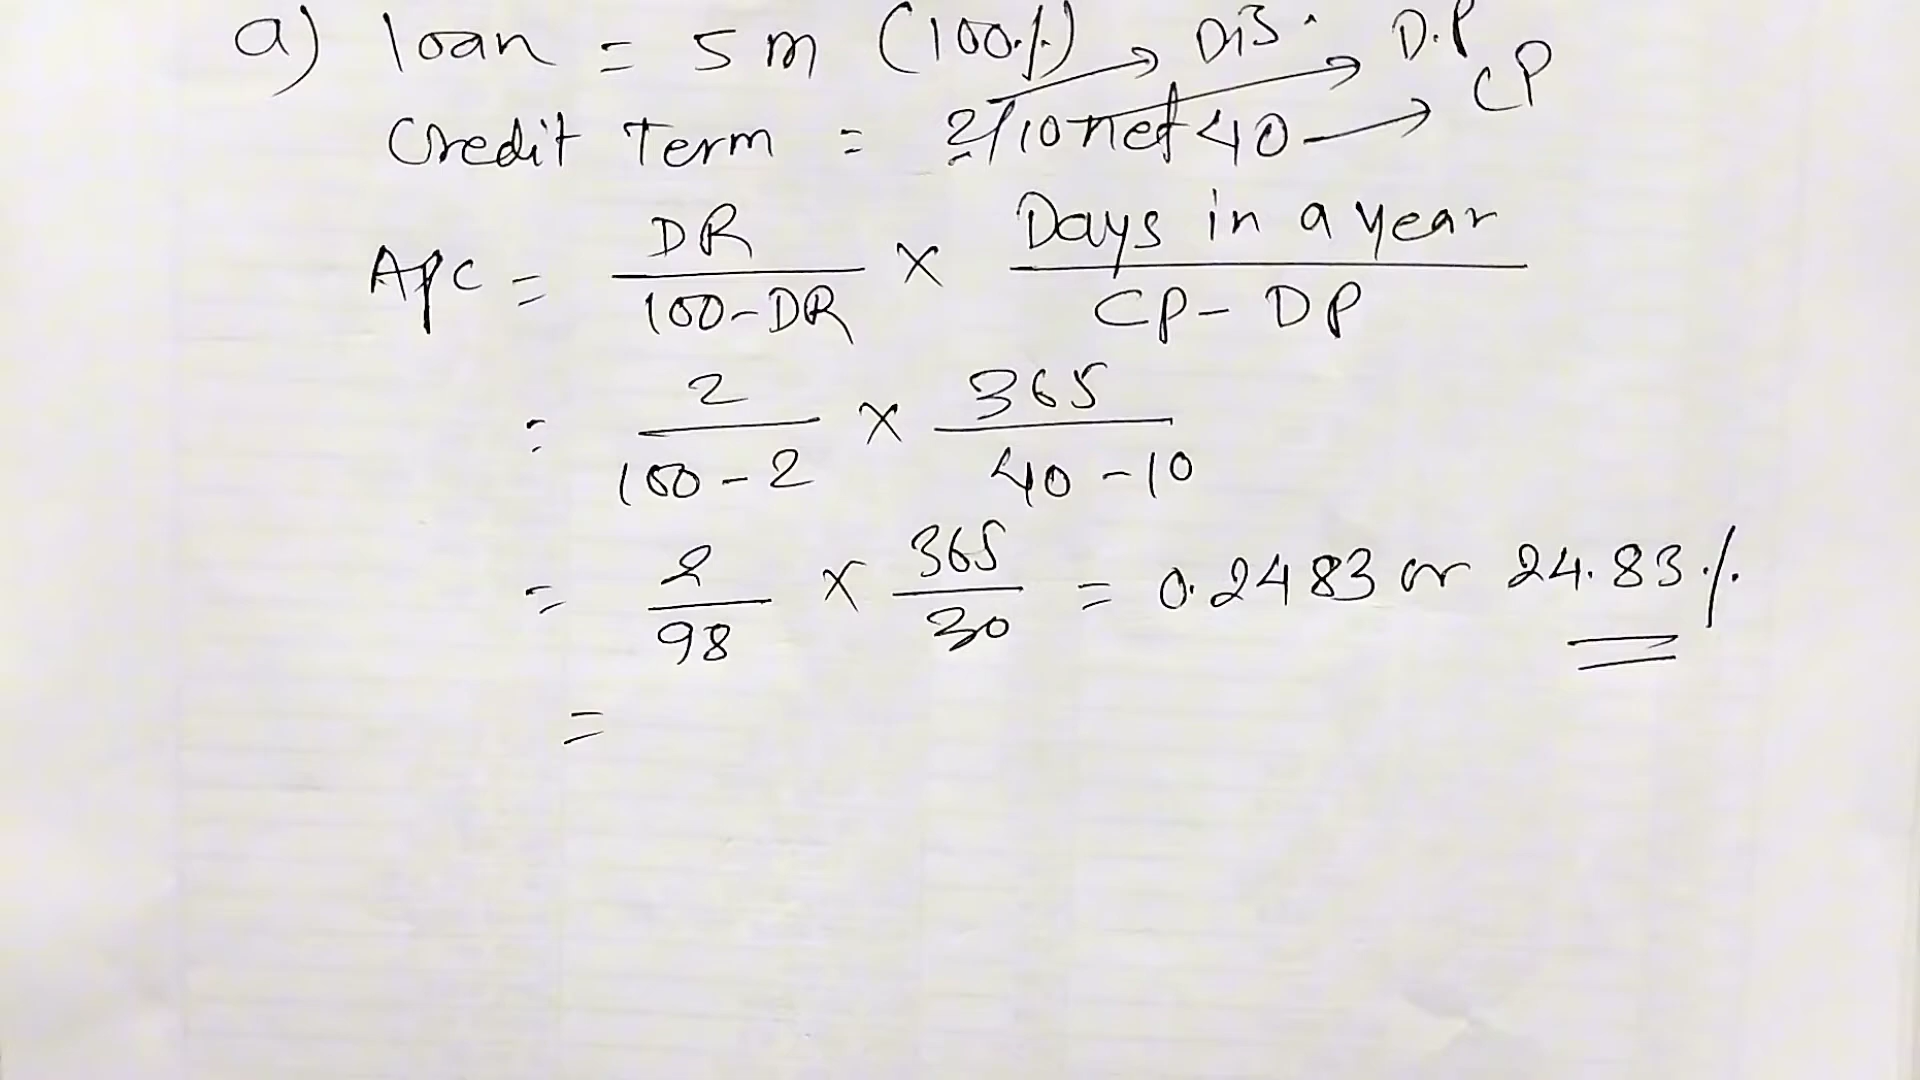 a) loan = 5 m (100%) → Dis. → D.P
Credit Term = 2/10 net 40 → CP
Apc = DR / 100-DR × Days in a year / CP - DP
= 2 / 100 - 2 × 365 / 40 - 10
= 2 / 98 × 365 / 30 = 0.2483 or 24.83%
=